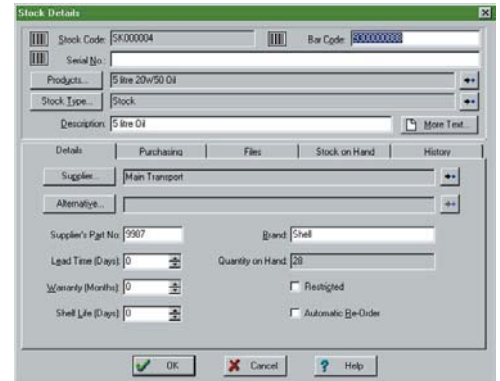 Stock Details
Stock Code: SK000004
Bar Code:
Serial No.:
Products... 5 litre 20W50 Oil
Stock Type... Stock
Description: 5 litre Oil
More Text...
Details Purchasing Files Stock on Hand History
Supplier... Main Transport
Alternative...
Supplier's Part No: 9987
Brand: Shell
Lead Time (Days): 0
Quantity on Hand: 28
Warranty (Months): 0
Restricted
Shelf Life (Days): 0
Automatic Re-Order
OK Cancel Help